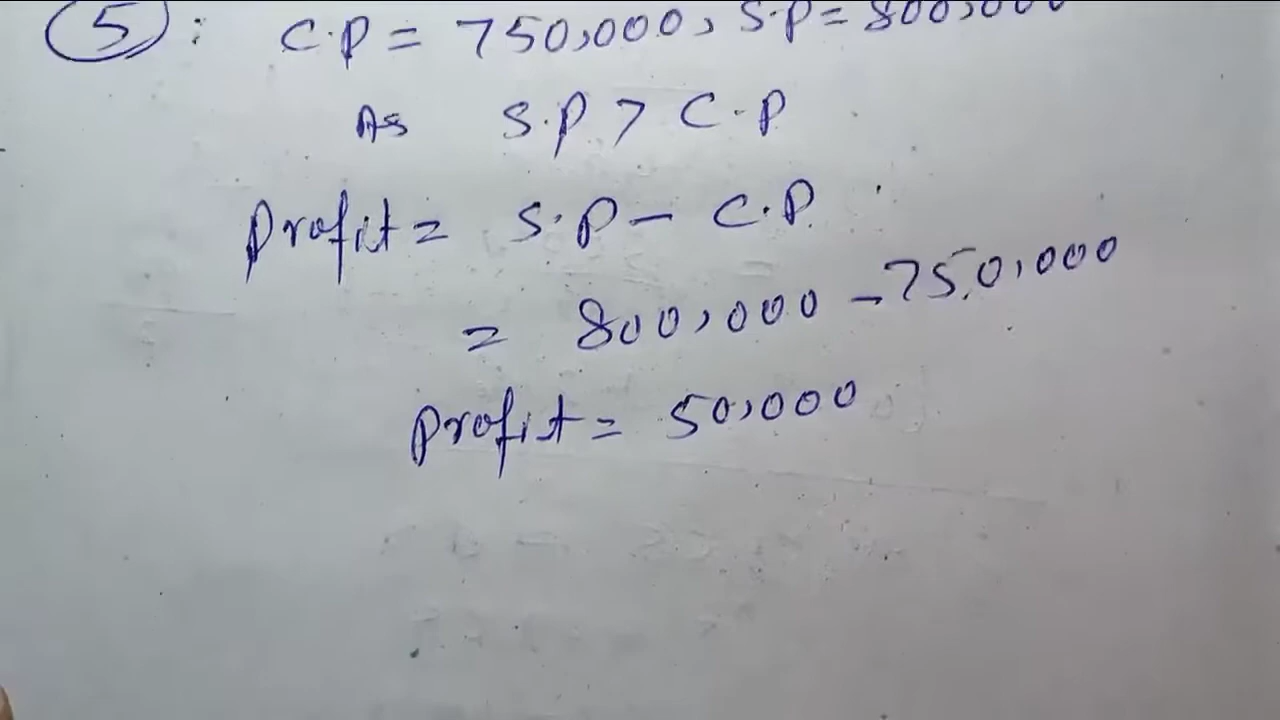 5 : C.P = 750,000, S.P = 800,000
As S.P > C.P
Profit = S.P - C.P
= 800,000 - 750,000
Profit = 50,000